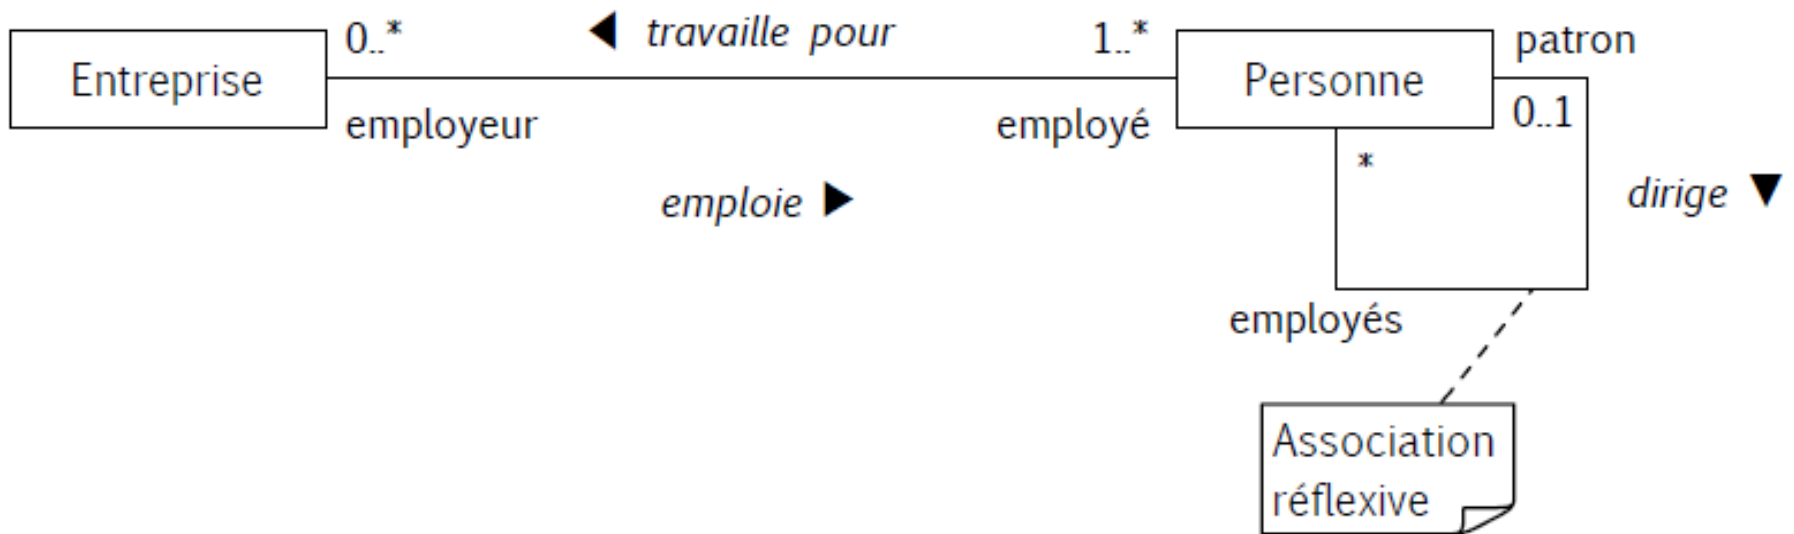 0..*
◀ travaille pour
1..*
patron
Entreprise
Personne
0..1
employeur
employé
*
emploie ▶
dirige ▼
employés
Association
réflexive